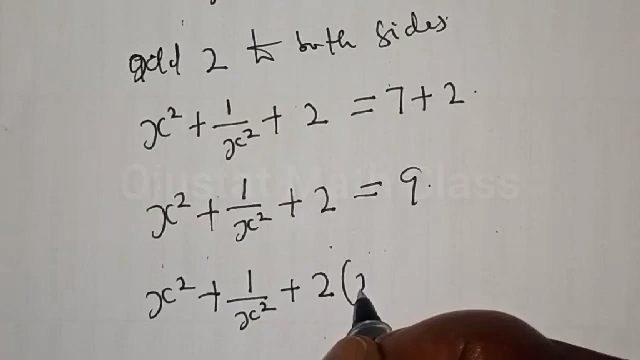 add 2 to both sides
x² + 1/x² + 2 = 7 + 2.
x² + 1/x² + 2 = 9.
x² + 1/x² + 2(